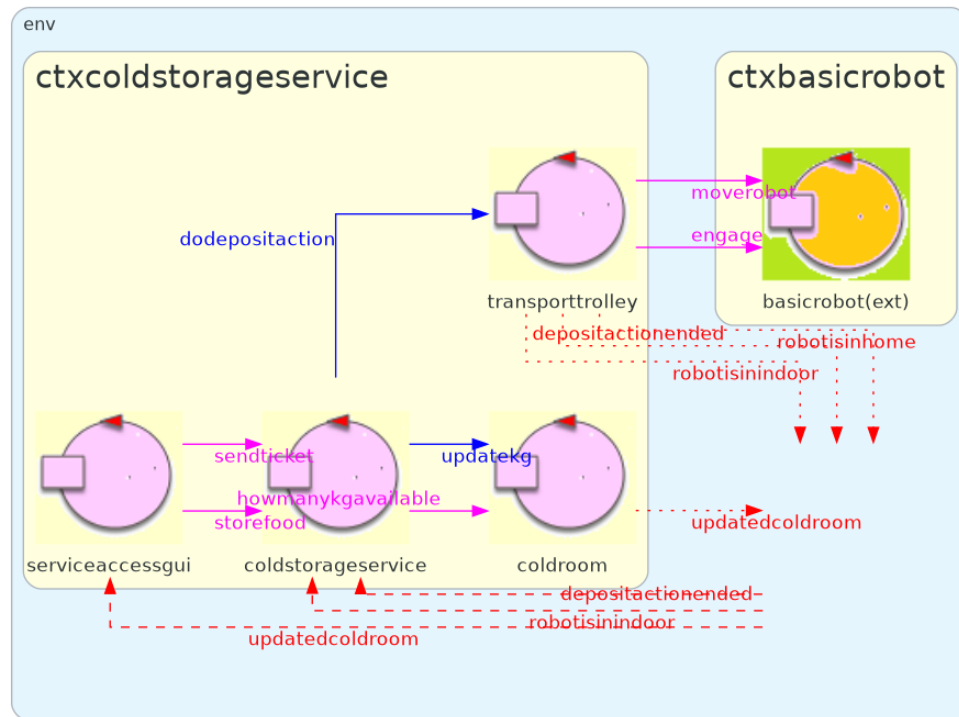 env
ctxcoldstorageservice
ctxbasicrobot
moverobot
dodepositaction
engage
transporttrolley
basicrobot(ext)
depositactionended
robotisinhome
robotisinindoor
sendticket
updatekg
howmanykgavailable
storefood
updatedcoldroom
serviceaccessgui
coldstorageservice
coldroom
depositactionended
robotisinindoor
updatedcoldroom